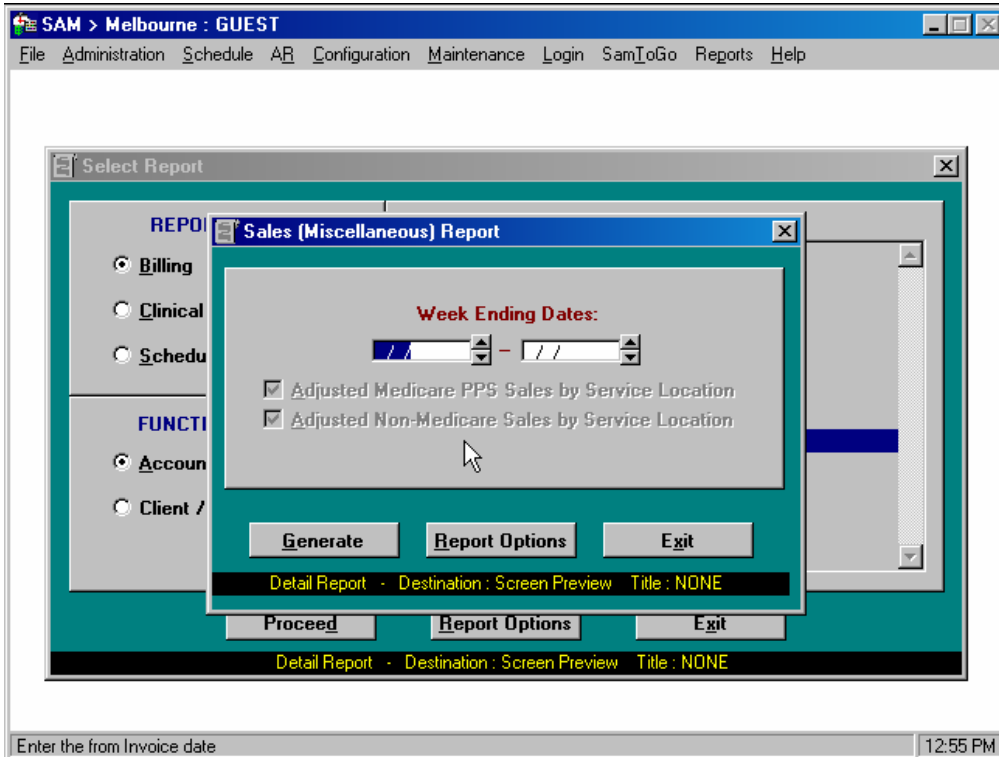 SAM > Melbourne : GUEST
File Administration Schedule AR Configuration Maintenance Login SamToGo Reports Help
Select Report
REPO
Sales (Miscellaneous) Report
Billing
Clinical
Schedu
Week Ending Dates:
/ / - / /
Adjusted Medicare PPS Sales by Service Location
Adjusted Non-Medicare Sales by Service Location
FUNCTI
Accoun
Client /
Generate Report Options Exit
Detail Report - Destination : Screen Preview Title : NONE
Proceed Report Options Exit
Detail Report - Destination : Screen Preview Title : NONE
Enter the from Invoice date 12:55 PM